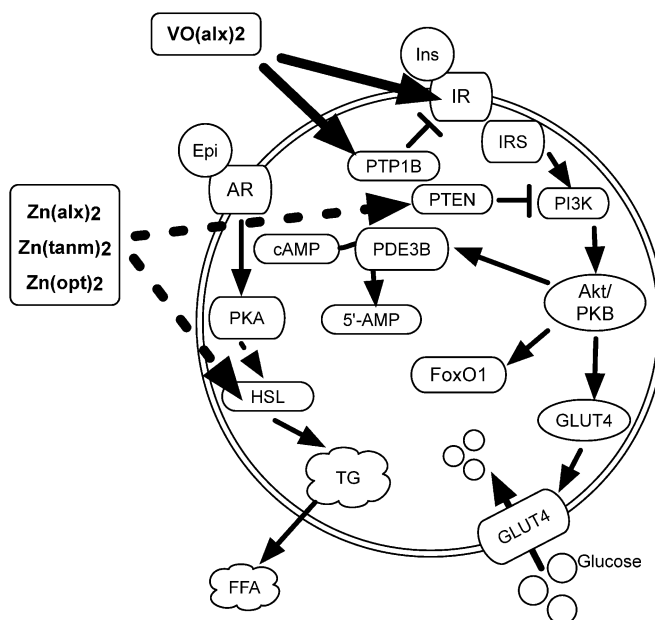 VO(alx)2
Ins
IR
IRS
Epi
AR
PTP1B
PTEN
PI3K
Zn(alx)2
Zn(tanm)2
Zn(opt)2
cAMP
PDE3B
Akt/
PKB
PKA
5'-AMP
FoxO1
HSL
GLUT4
TG
GLUT4
Glucose
FFA